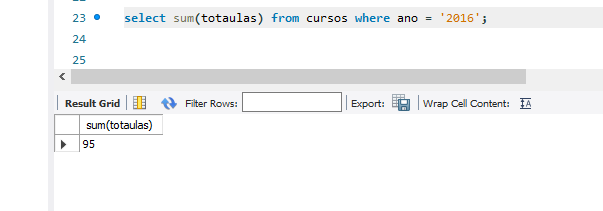 22
23 select sum(totaulas) from cursos where ano = '2016';
24
25
Result Grid Filter Rows: Export: Wrap Cell Content: IA
sum(totaulas)
95